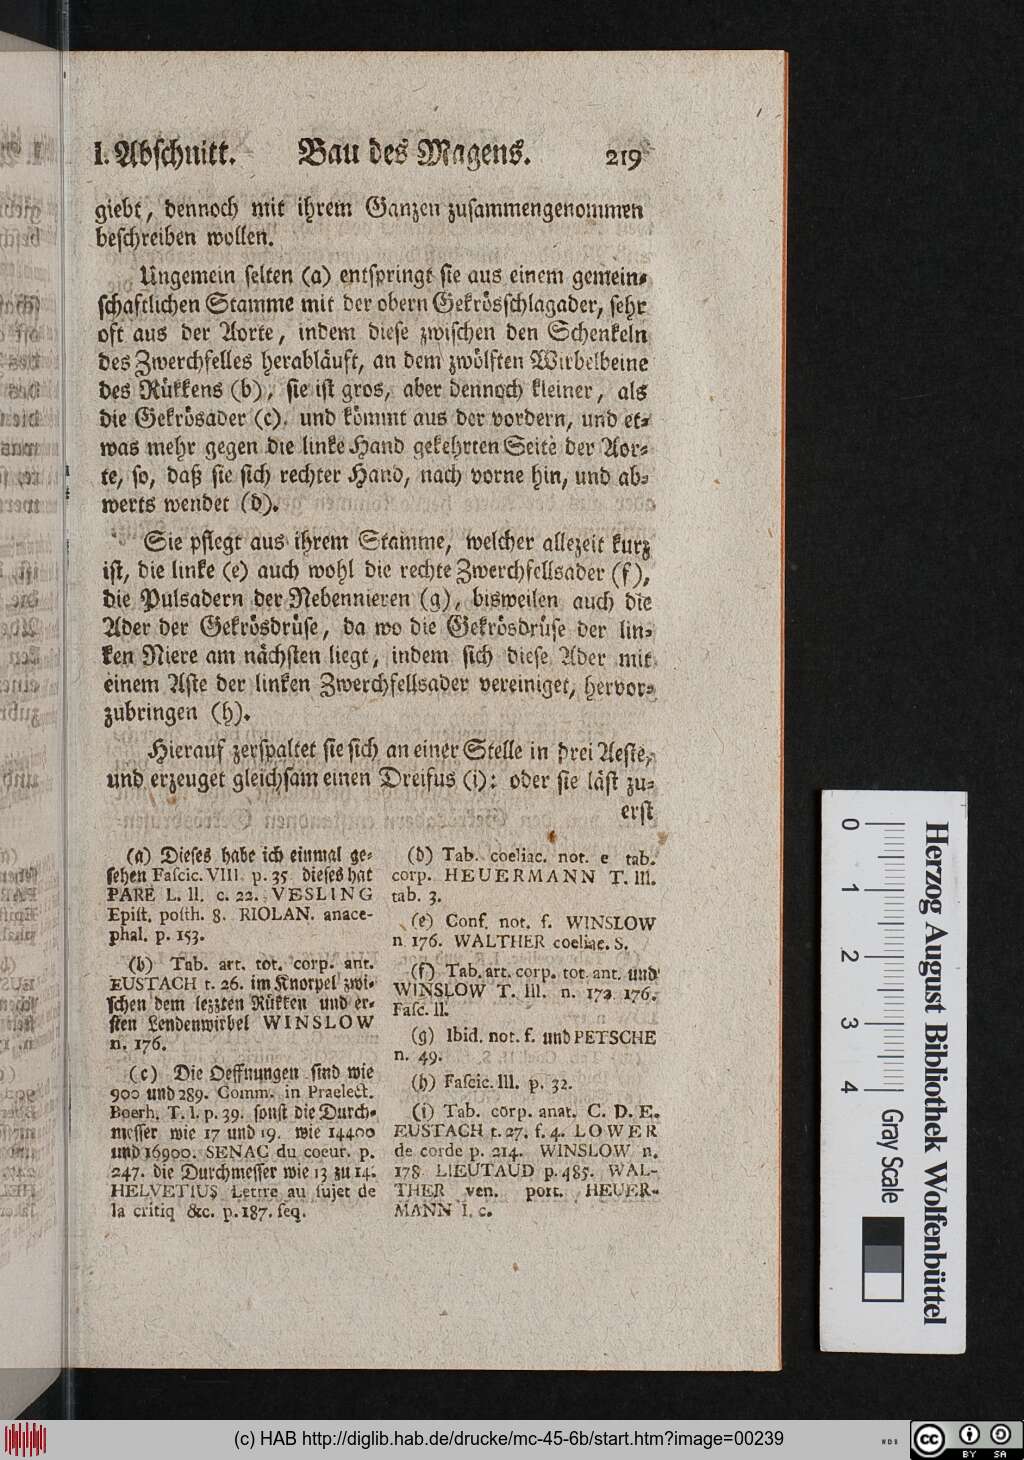 I. Abschnitt. Bau des Magens. 219
giebt, dennoch mit ihrem Ganzen zusammengenommen
beschreiben wollen.
Ungemein selten (a) entspringt sie aus einem gemein-
schaftlichen Stamme mit der obern Gekrösschlagader, sehr
oft aus der Aorte, indem diese zwischen den Schenkeln
des Zwerchfelles herabläuft, an dem zwölften Wirbelbeine
des Rükkens (b), sie ist gros, aber dennoch kleiner, als
die Gekrösader (c), und kömmt aus der vordern, und et-
was mehr gegen die linke Hand gekehrten Seite der Aor-
te, so, daß sie sich rechter Hand, nach vorne hin, und ab-
werts wendet (d).
Sie pflegt aus ihrem Stamme, welcher allezeit kurz
ist, die linke (e) auch wohl die rechte Zwerchfellsader (f),
die Pulsadern der Nebennieren (g), bisweilen auch die
Ader der Gekrösdrüse, da wo die Gekrösdrüse der lin-
ken Niere am nächsten liegt, indem sich diese Ader mit
einem Aste der linken Zwerchfellsader vereiniget, hervor-
zubringen (h).
Hierauf zerspaltet sie sich an einer Stelle in drei Aeste,
und erzeuget gleichsam einen Dreifus (i): oder sie läst zu-
erst
(a) Dieses habe ich einmal ge-
sehen Fascic. VIII. p. 35 dieses hat
PARE L. II. c. 22. VESLING
Epist. posth. 8. RIOLAN. anace-
phal. p. 153.
(b) Tab. art. tot. corp. ant.
EUSTACH t. 26. im Knorpel zwi-
schen dem lezzten Rükken und er-
sten Lendenwirbel WINSLOW
n. 176.
(c) Die Oeffnungen sind wie
900 und 289. Comm. in Praelect.
Boerh. T. I. p. 39. sonst die Durch-
messer wie 17 und 19. wie 14400
und 16900. SENAC du coeur. p.
247. die Durchmesser wie 13 zu 14.
HELVETIUS Lettre au sujet de
la critiq &c. p. 187. seq.
(d) Tab. coeliac. not. e tab.
corp. HEUERMANN T. III.
tab. 3.
(e) Conf. not. f. WINSLOW
n. 176. WALTHER coeliac. S.
(f) Tab. art. corp. tot. ant. und
WINSLOW T. III. n. 172 176.
Fasc. II.
(g) Ibid. not. f. und PETSCHE
n. 49.
(h) Fascic. III. p. 32.
(i) Tab. corp. anat. C. D. E.
EUSTACH t. 27. f. 4. LOWER
de corde p. 214. WINSLOW n.
178 LIEUTAUD p. 485. WAL-
THER ven. port. HEUER-
MANN l. c.
0 1 2 3 4
Gray Scale
Herzog August Bibliothek Wolfenbüttel
(c) HAB http://diglib.hab.de/drucke/mc-45-6b/start.htm?image=00239
cc BY SA